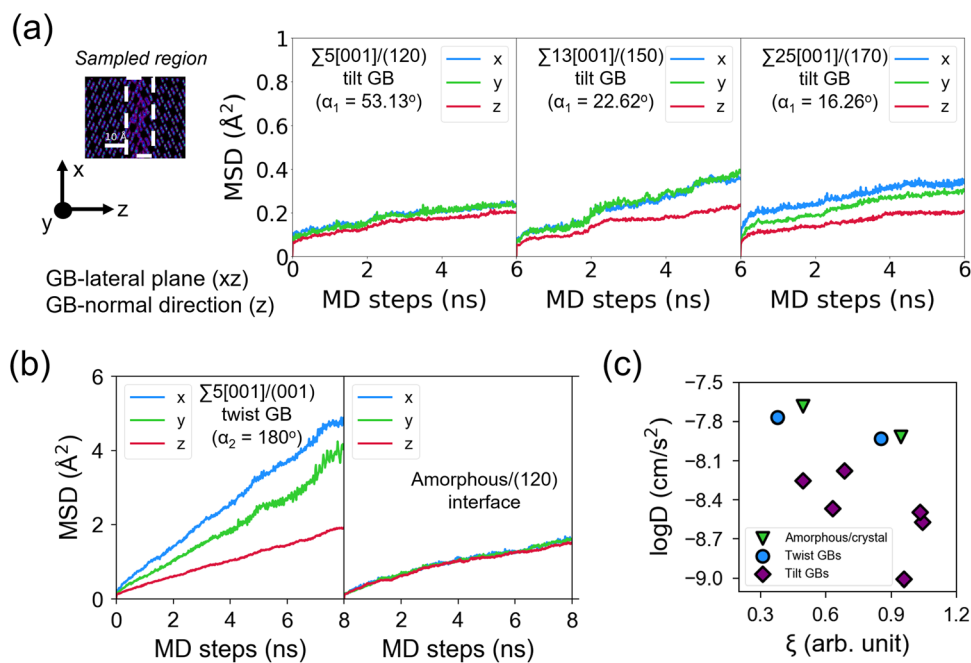 (a)
Sampled region
10 Å
x
y
z
GB-lateral plane (xz)
GB-normal direction (z)
MSD (Å²)
1
0.8
0.6
0.4
0.2
0
∑5[001]/(120)
tilt GB
(α₁ = 53.13°)
x
y
z
0 2 4 6
MD steps (ns)
∑13[001]/(150)
tilt GB
(α₁ = 22.62°)
x
y
z
2 4 6
MD steps (ns)
∑25[001]/(170)
tilt GB
(α₁ = 16.26°)
x
y
z
2 4 6
MD steps (ns)
(b)
MSD (Å²)
6
4
2
0
x
y
z
∑5[001]/(001)
twist GB
(α₂ = 180°)
0 2 4 6 8
MD steps (ns)
x
y
z
Amorphous/(120)
interface
2 4 6 8
MD steps (ns)
(c)
logD (cm/s²)
−7.5
−7.8
−8.1
−8.4
−8.7
−9.0
Amorphous/crystal
Twist GBs
Tilt GBs
0.3 0.6 0.9 1.2
ξ (arb. unit)